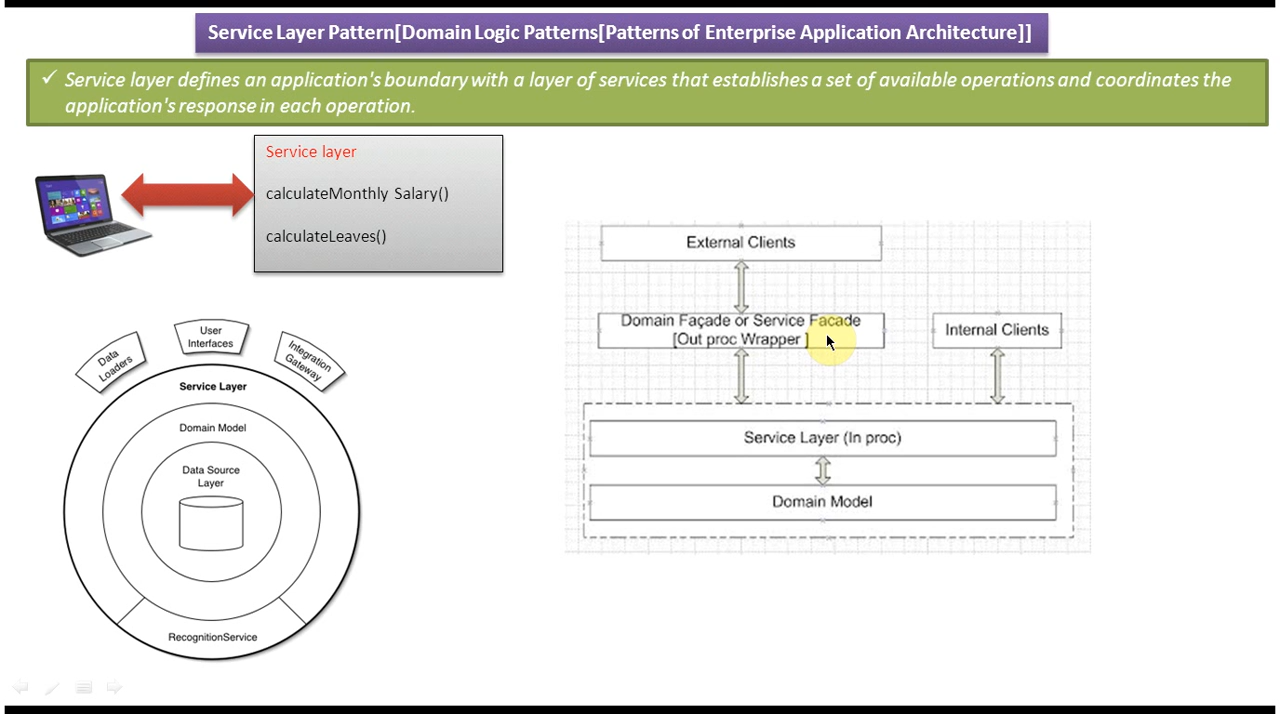 Service Layer Pattern[Domain Logic Patterns[Patterns of Enterprise Application Architecture]]
✓ Service layer defines an application's boundary with a layer of services that establishes a set of available operations and coordinates the
application's response in each operation.
Service layer
calculateMonthly Salary()
calculateLeaves()
External Clients
Domain Façade or Service Facade
[Out proc Wrapper ]
Internal Clients
Service Layer (In proc)
Domain Model
Data
Loaders
User
Interfaces
Integration
Gateway
Service Layer
Domain Model
Data Source
Layer
RecognitionService